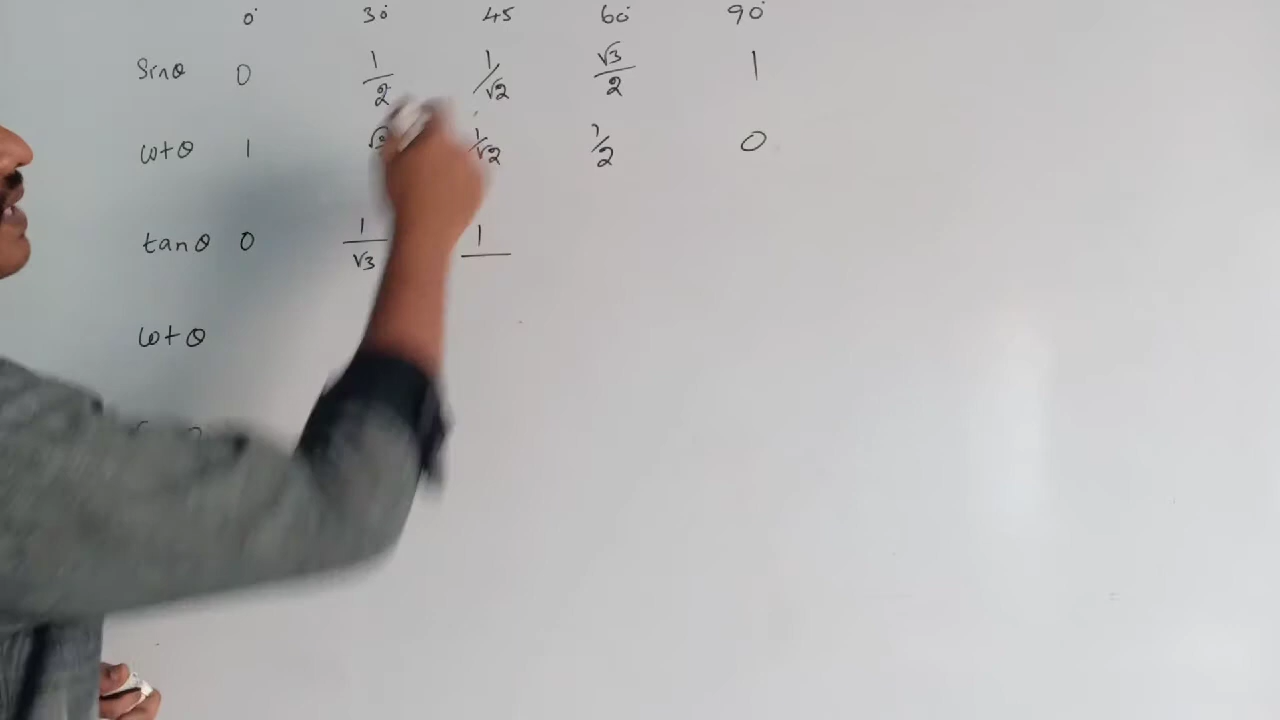 0° 30° 45 60° 90°
Sinθ 0 1/2 1/√2 √3/2 1
cotθ 1 1/√2 1/2 0
tanθ 0 1/√3 1
cotθ